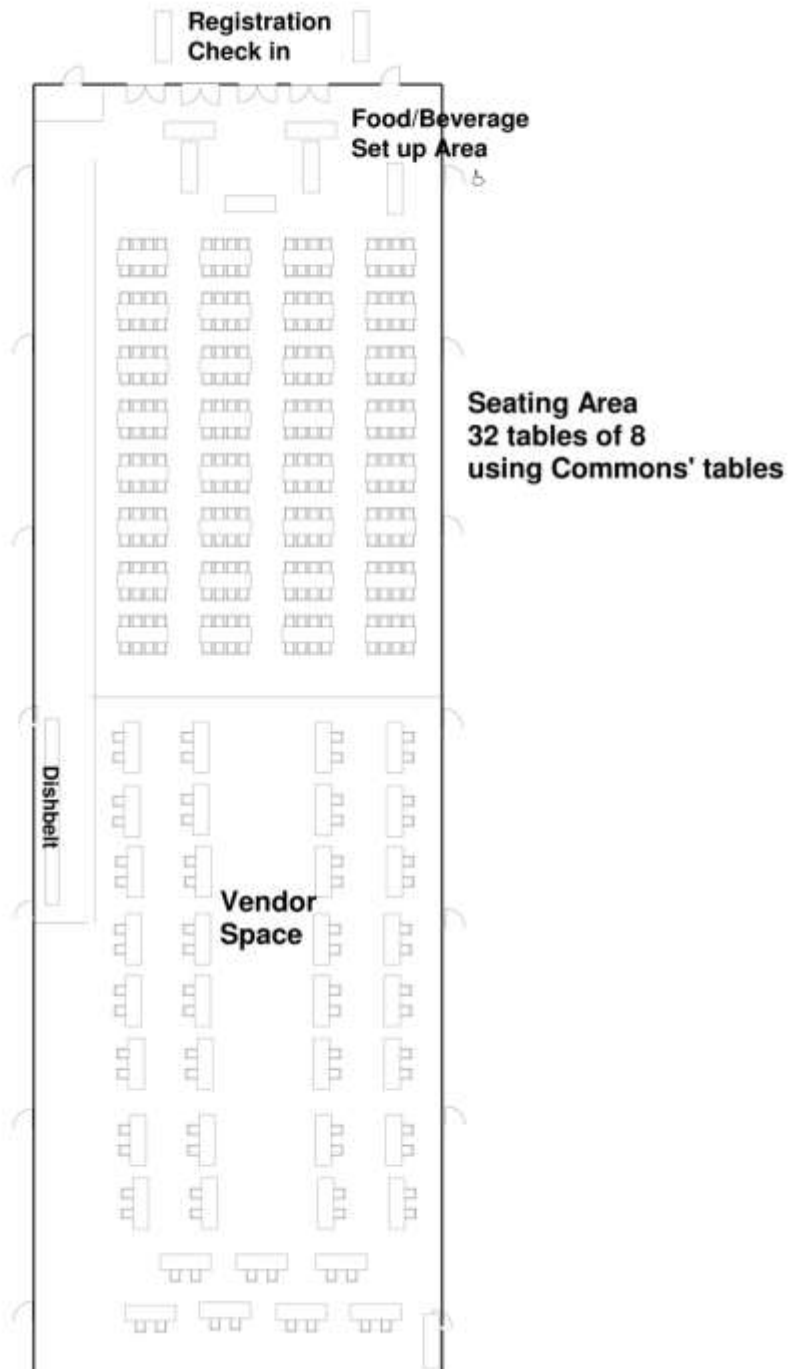 Registration
Check in
Food/Beverage
Set up Area
Seating Area
32 tables of 8
using Commons' tables
Dishbelt
Vendor
Space